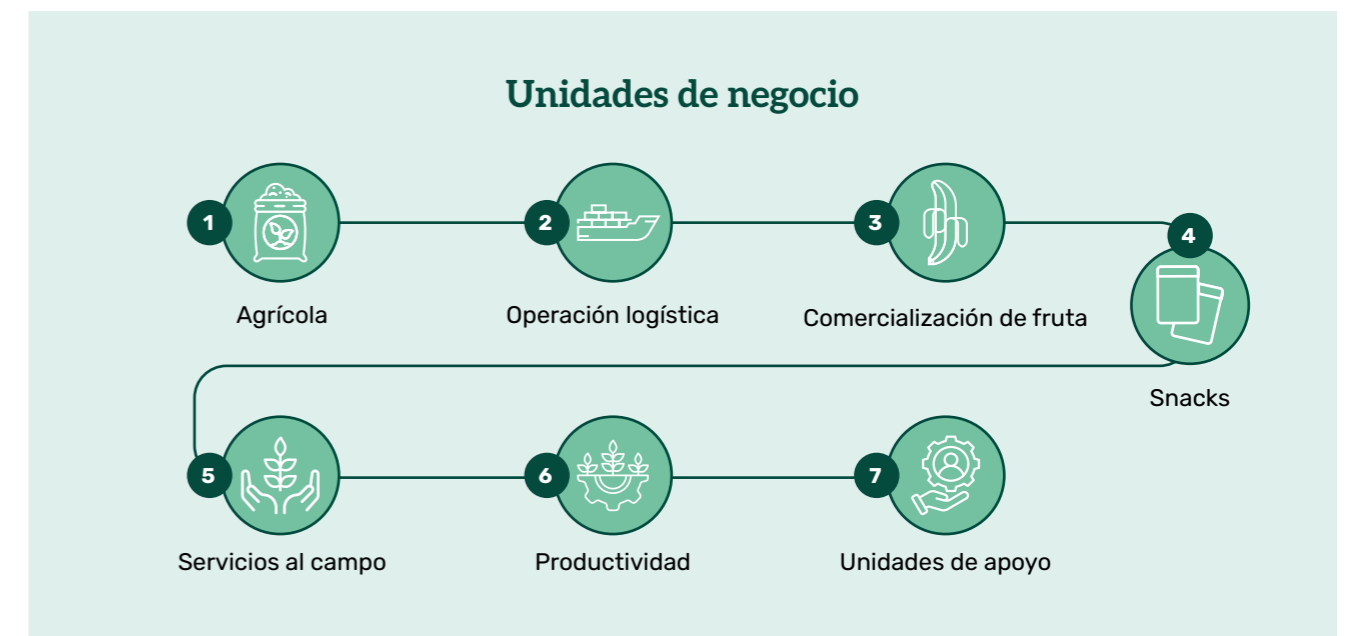 Unidades de negocio
1
Agrícola
2
Operación logística
3
Comercialización de fruta
4
Snacks
5
Servicios al campo
6
Productividad
7
Unidades de apoyo